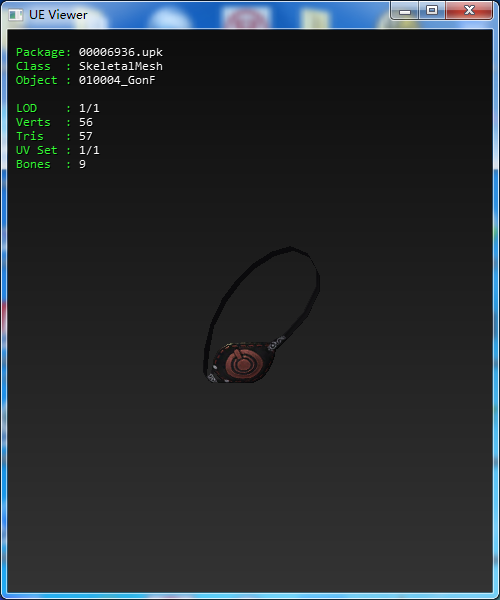 UE Viewer
Package: 00006936.upk
Class : SkeletalMesh
Object : 010004_GonF
LOD : 1/1
Verts : 56
Tris : 57
UV Set : 1/1
Bones : 9